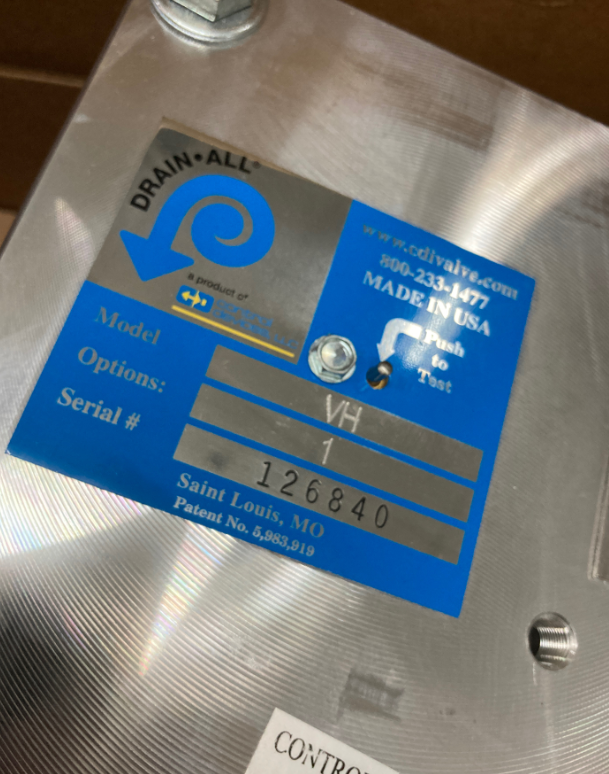 DRAIN•ALL®
a product of
www.cdivalve.com
800-233-1477
MADE IN USA
Push
to
Test
Model
VH
Options:
1
Serial #
126840
Saint Louis, MO
Patent No. 5,983,919